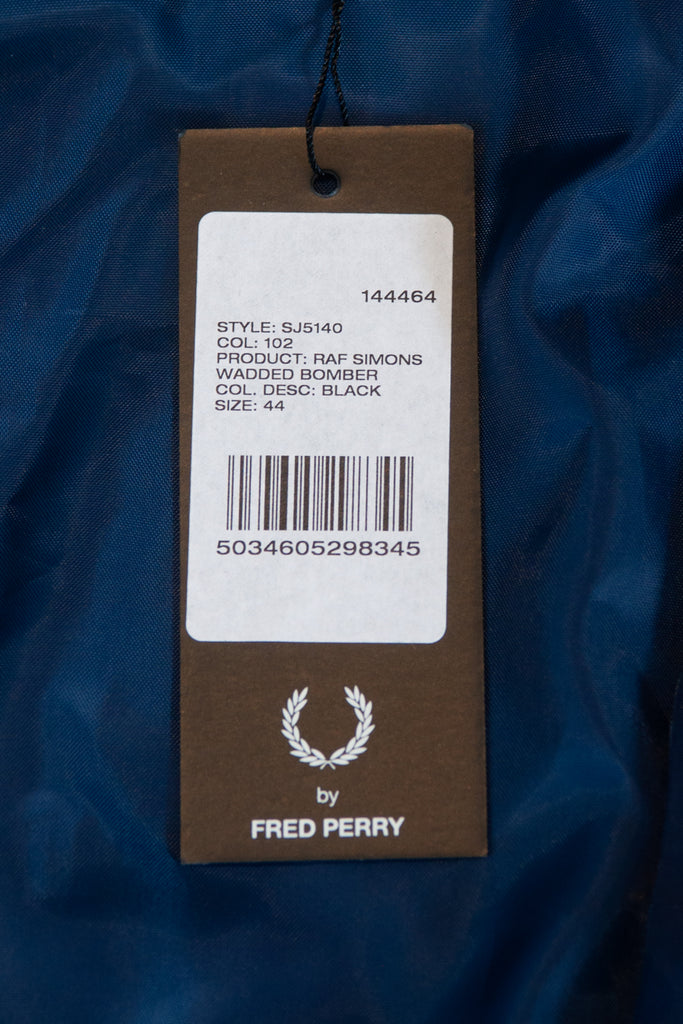 144464
STYLE: SJ5140
COL: 102
PRODUCT: RAF SIMONS
WADDED BOMBER
COL. DESC: BLACK
SIZE: 44
5034605298345
by
FRED PERRY